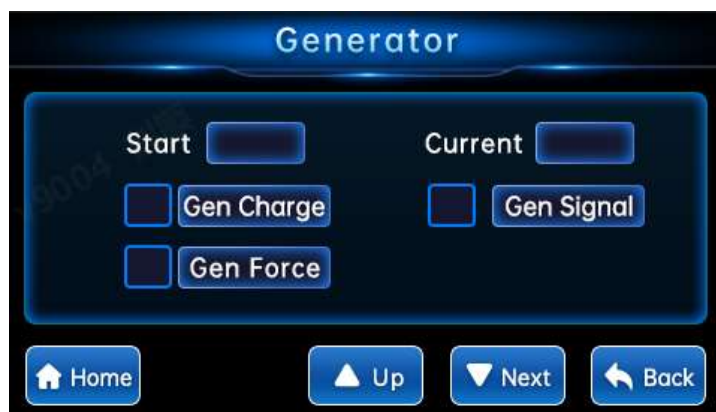 Generator
Start Current
Gen Charge Gen Signal
Gen Force
Home Up Next Back